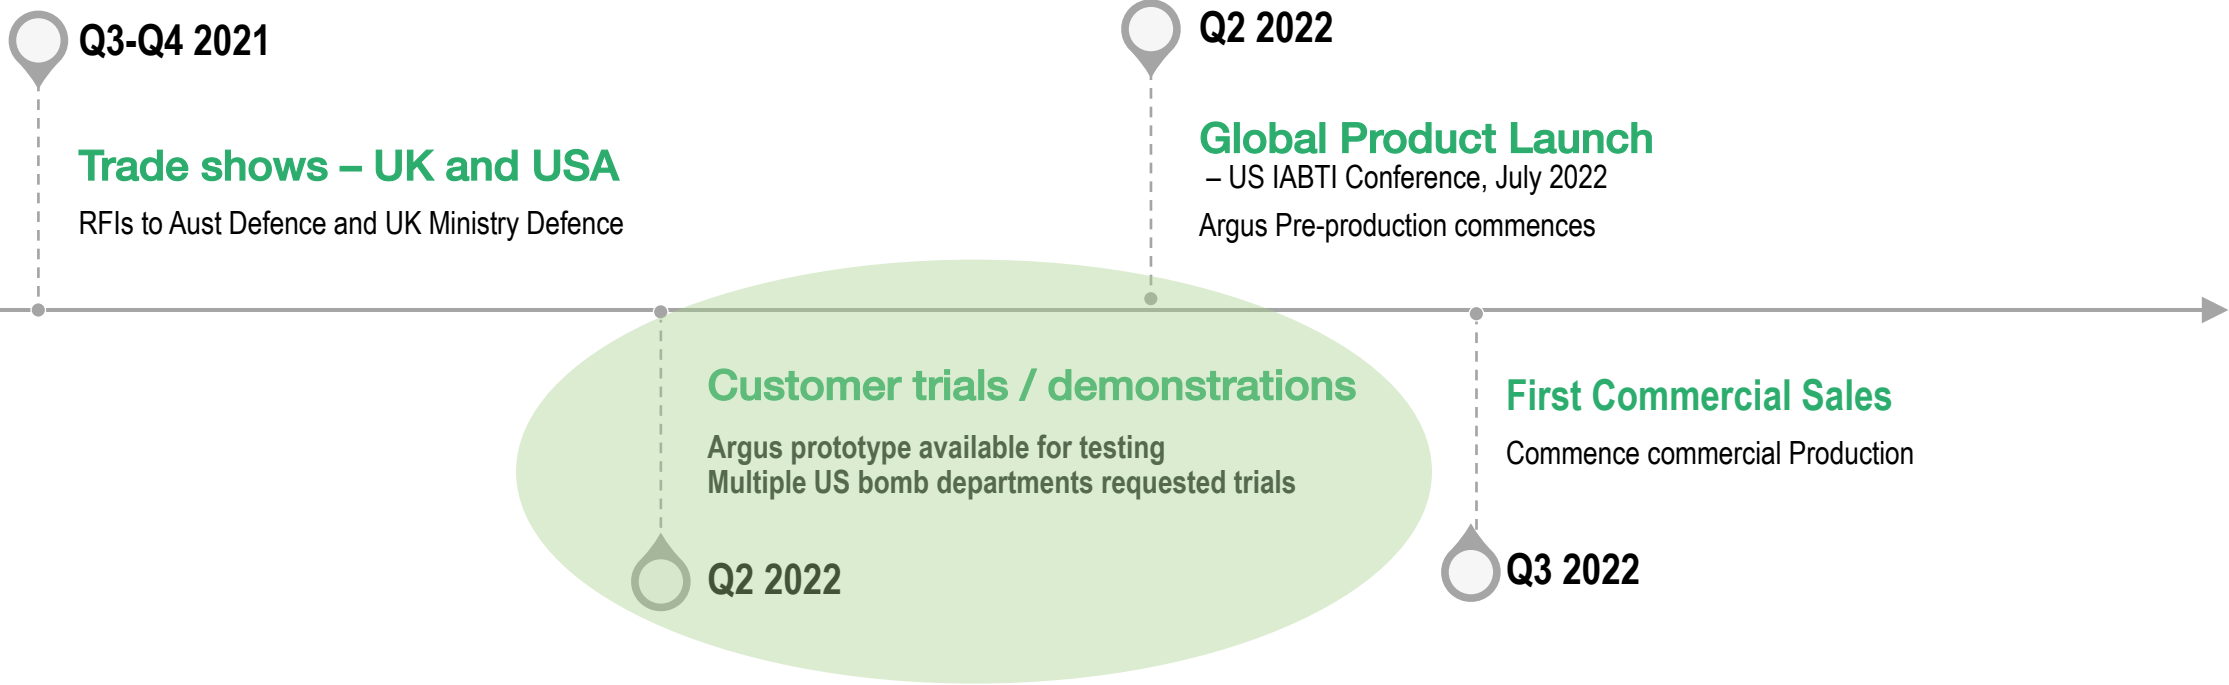 Q3-Q4 2021
Trade shows – UK and USA
RFIs to Aust Defence and UK Ministry Defence
Customer trials / demonstrations
Argus prototype available for testing
Multiple US bomb departments requested trials
Q2 2022
Q2 2022
Global Product Launch
– US IABTI Conference, July 2022
Argus Pre-production commences
First Commercial Sales
Commence commercial Production
Q3 2022